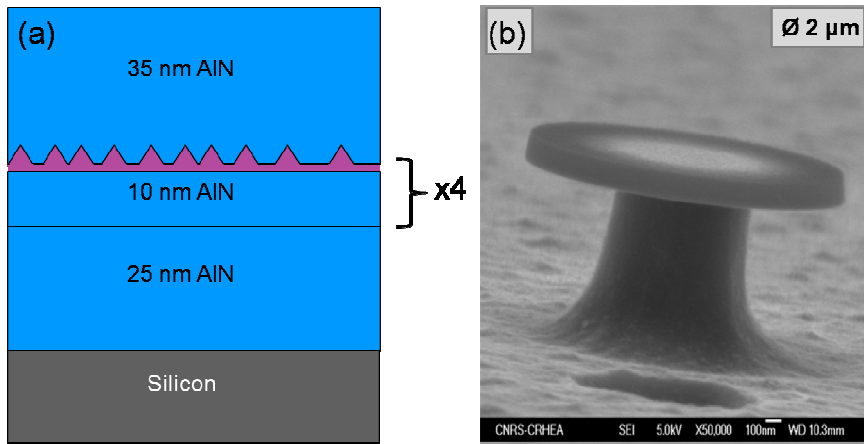 (a)
35 nm AlN
10 nm AlN
x4
25 nm AlN
Silicon
(b)
Ø 2 µm
CNRS-CRHEA SEI 5.0kV X50,000 100nm WD 10.3mm